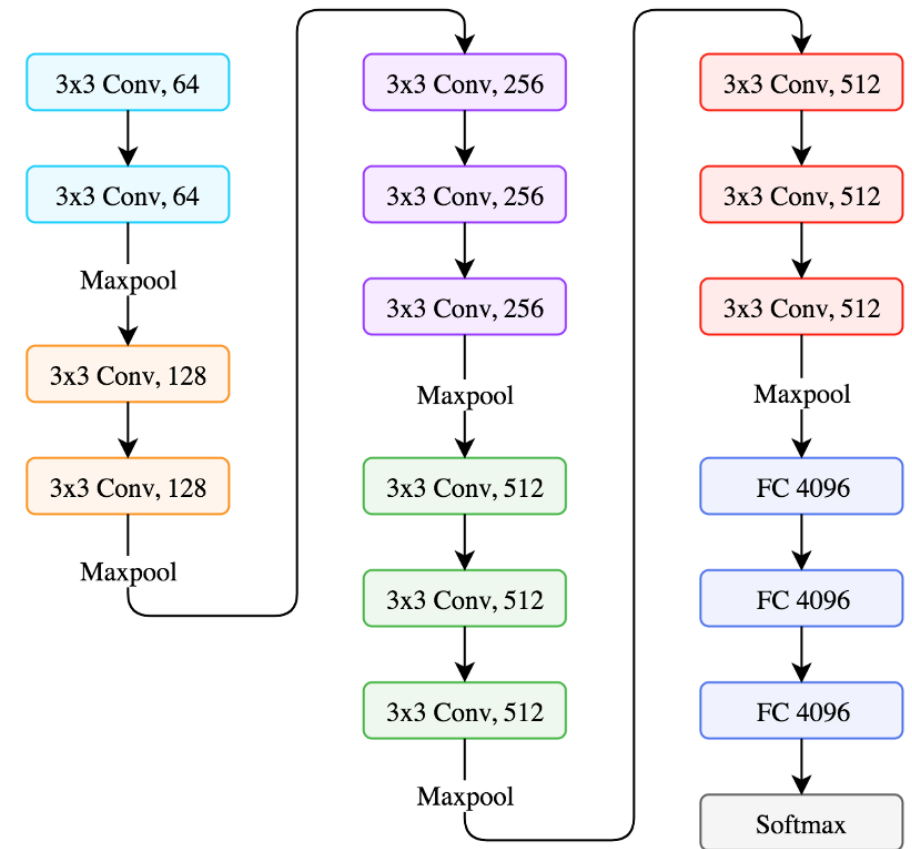 3x3 Conv, 64
3x3 Conv, 64
Maxpool
3x3 Conv, 128
3x3 Conv, 128
Maxpool
3x3 Conv, 256
3x3 Conv, 256
3x3 Conv, 256
Maxpool
3x3 Conv, 512
3x3 Conv, 512
3x3 Conv, 512
Maxpool
3x3 Conv, 512
3x3 Conv, 512
3x3 Conv, 512
Maxpool
FC 4096
FC 4096
FC 4096
Softmax